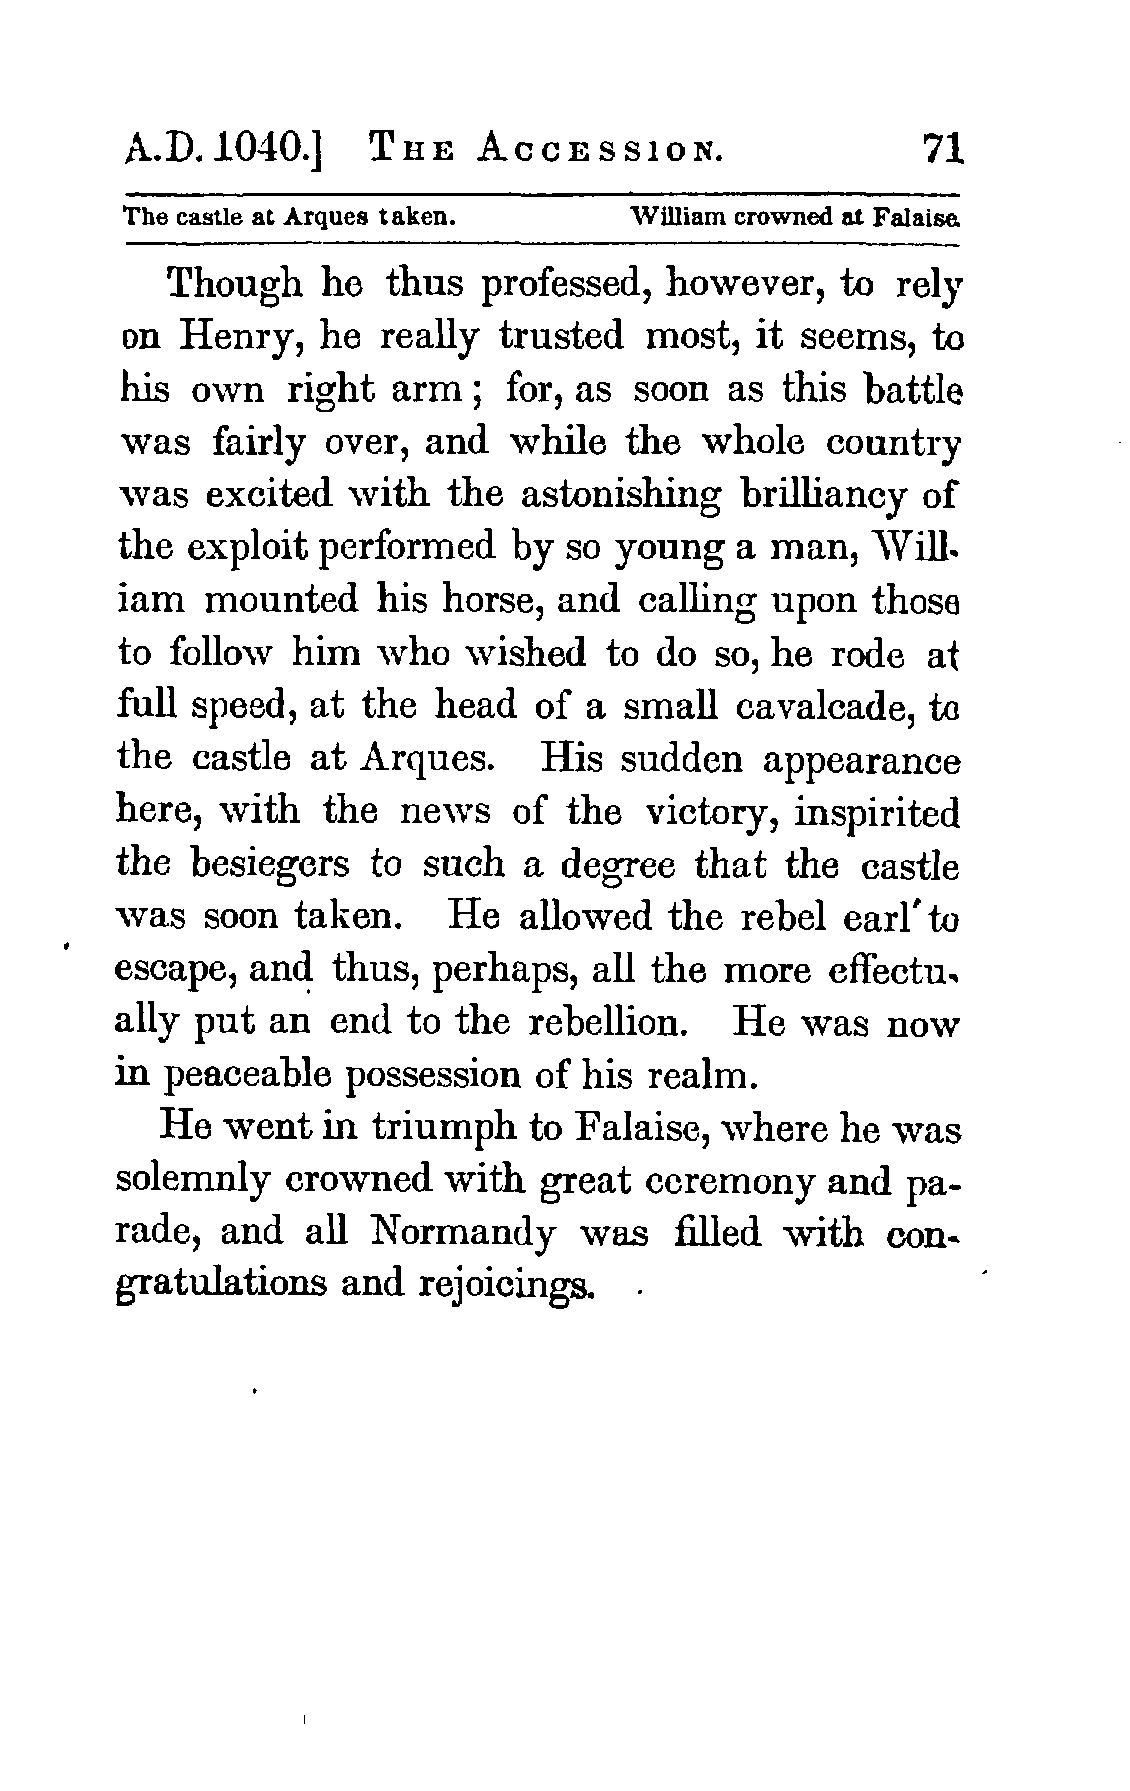 A.D. 1040.] THE ACCESSION. 71
The castle at Arques taken. William crowned at Falaise.
Though he thus professed, however, to rely
on Henry, he really trusted most, it seems, to
his own right arm; for, as soon as this battle
was fairly over, and while the whole country
was excited with the astonishing brilliancy of
the exploit performed by so young a man, Will-
iam mounted his horse, and calling upon those
to follow him who wished to do so, he rode at
full speed, at the head of a small cavalcade, to
the castle at Arques. His sudden appearance
here, with the news of the victory, inspirited
the besiegers to such a degree that the castle
was soon taken. He allowed the rebel earl to
escape, and thus, perhaps, all the more effectu-
ally put an end to the rebellion. He was now
in peaceable possession of his realm.
He went in triumph to Falaise, where he was
solemnly crowned with great ceremony and pa-
rade, and all Normandy was filled with con-
gratulations and rejoicings.